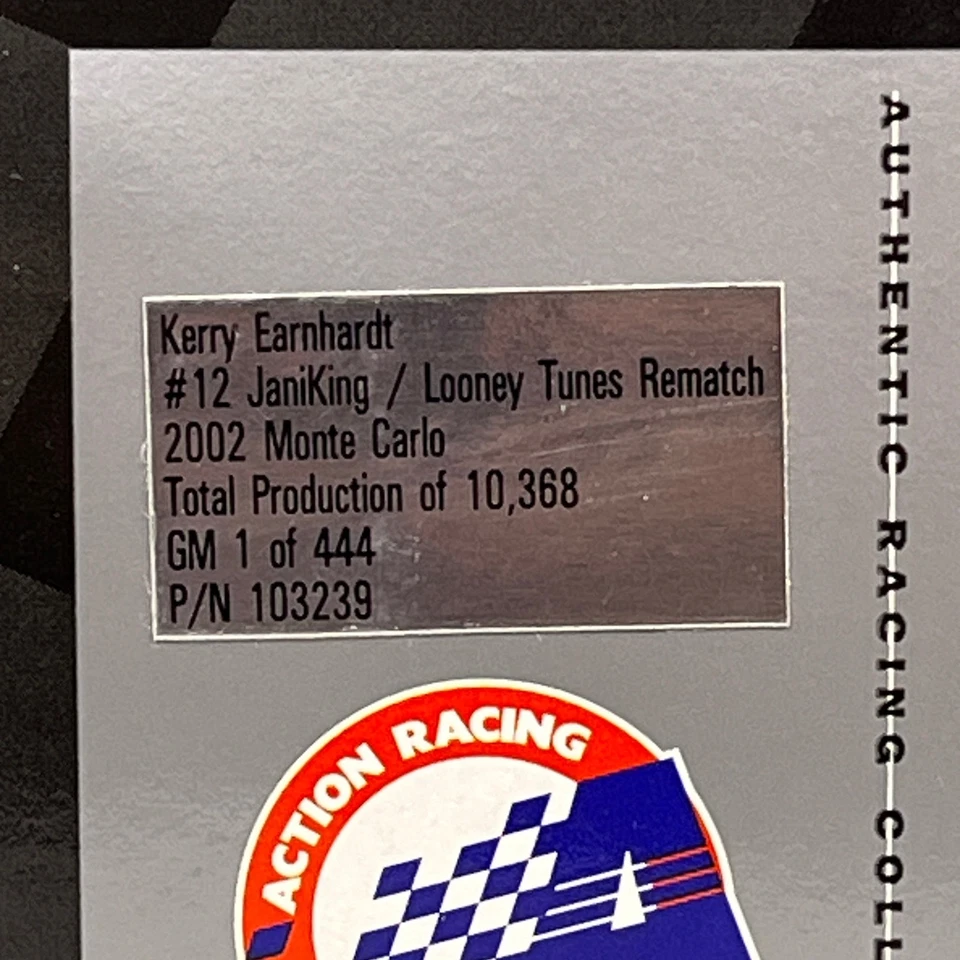 Kerry Earnhardt
#12 JaniKing / Looney Tunes Rematch
2002 Monte Carlo
Total Production of 10,368
GM 1 of 444
P/N 103239
ACTION RACING
AUTHENTIC RACING COLL